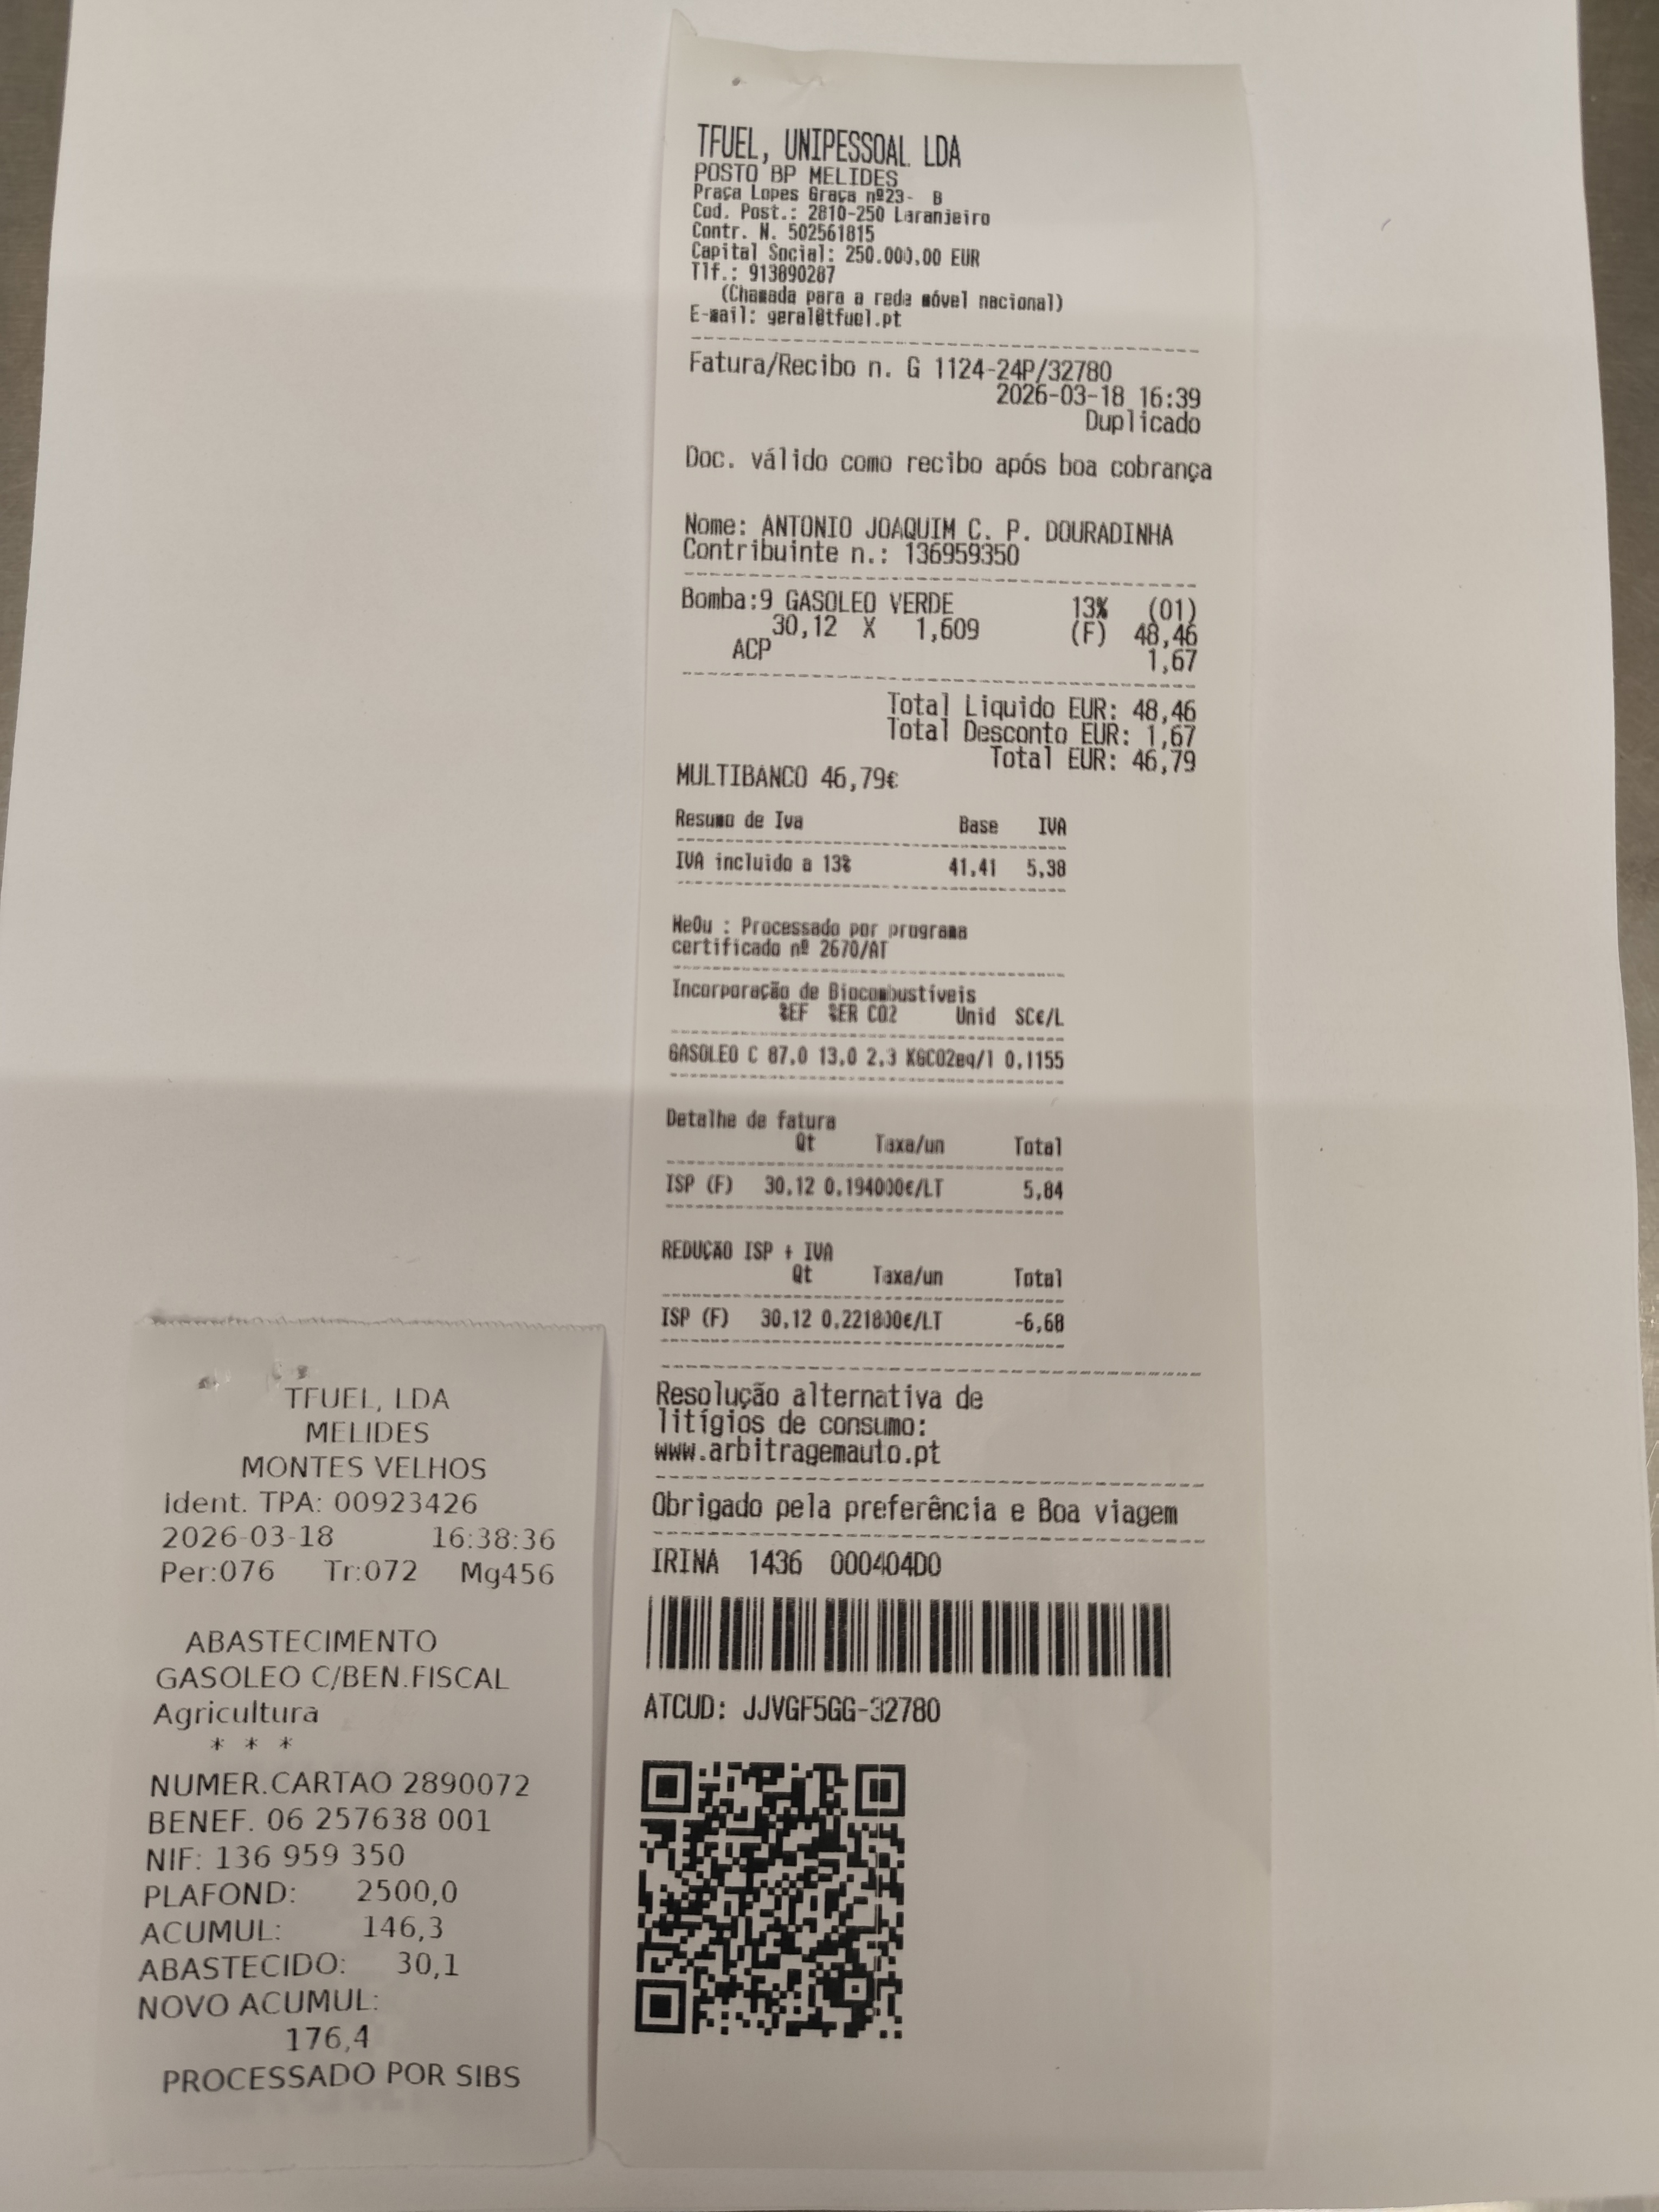 TFUEL, UNIPESSOAL LDA
POSTO BP MELIDES
Praça Lopes Graça nº23- B
Cod. Post.: 2810-250 Laranjeiro
Contr. N. 502561815
Capital Social: 250.000,00 EUR
Tlf.: 913890287
(Chamada para a rede móvel nacional)
E-mail: geral@tfuel.pt
Fatura/Recibo n. G 1124-24P/32780
2026-03-18 16:39
Duplicado
Doc. válido como recibo após boa cobrança
Nome: ANTONIO JOAQUIM C. P. DOURADINHA
Contribuinte n.: 136959350
Bomba:9 GASOLEO VERDE 13% (01)
30,12 X 1,609 (F) 48,46
ACP 1,67
Total Liquido EUR: 48,46
Total Desconto EUR: 1,67
Total EUR: 46,79
MULTIBANCO 46,79€
Resumo de Iva Base IVA
IVA incluido a 13% 41,41 5,38
WeOu : Processado por programa
certificado nº 2670/AT
Incorporação de Biocombustíveis
%EF %ER CO2 Unid SC€/L
GASOLEO C 87,0 13,0 2,3 KGCO2eq/l 0,1155
Detalhe de fatura
Qt Taxa/un Total
ISP (F) 30,12 0,194000€/LT 5,84
REDUÇÃO ISP + IVA
Qt Taxa/un Total
ISP (F) 30,12 0,221800€/LT -6,68
Resolução alternativa de
litígios de consumo:
www.arbitragemauto.pt
Obrigado pela preferência e Boa viagem
IRINA 1436 000404D0
ATCUD: JJVGF5GG-32780
TFUEL, LDA
MELIDES
MONTES VELHOS
Ident. TPA: 00923426
2026-03-18 16:38:36
Per:076 Tr:072 Mg456
ABASTECIMENTO
GASOLEO C/BEN.FISCAL
Agricultura
* * *
NUMER.CARTAO 2890072
BENEF. 06 257638 001
NIF: 136 959 350
PLAFOND: 2500,0
ACUMUL: 146,3
ABASTECIDO: 30,1
NOVO ACUMUL:
176,4
PROCESSADO POR SIBS